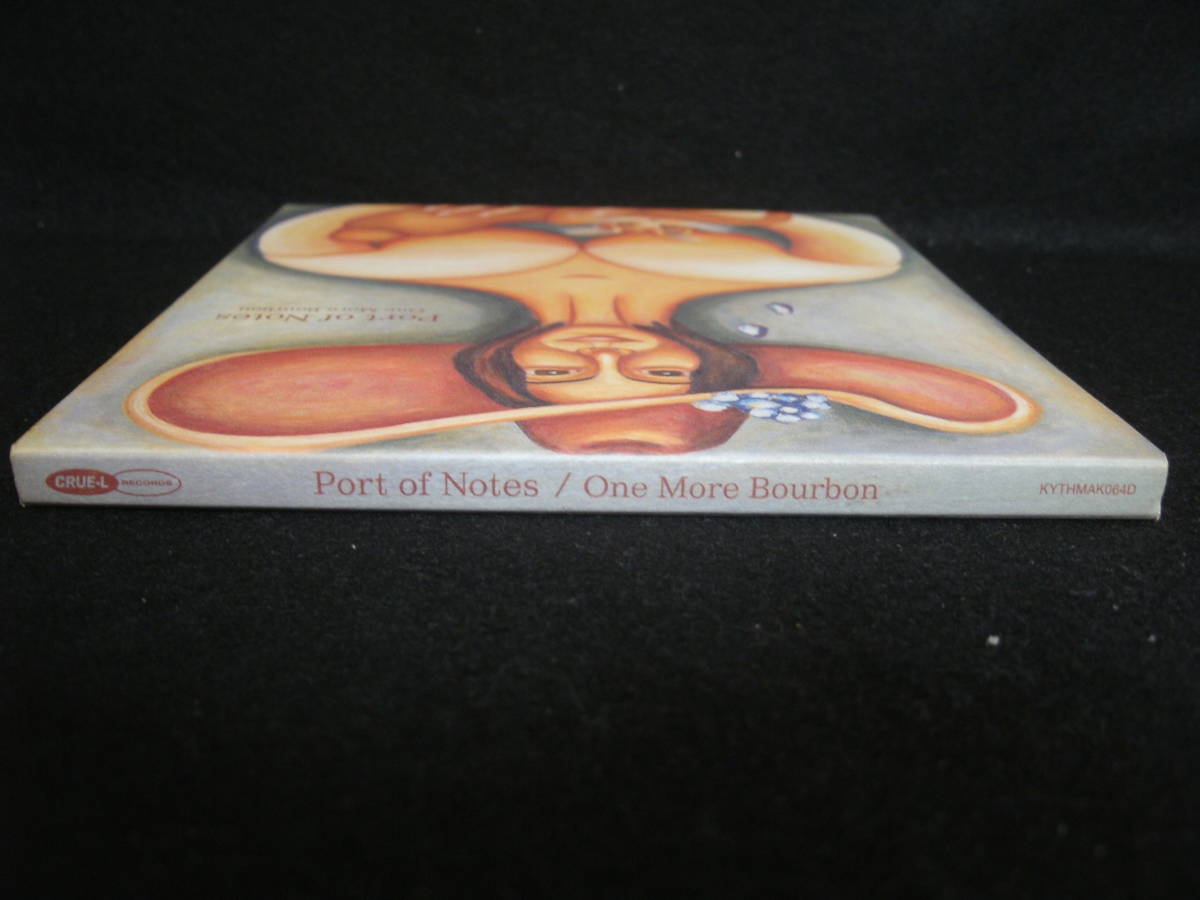 Port of Notes
One More Bourbon
CRUE-L RECORDS Port of Notes / One More Bourbon KYTHMAK064D